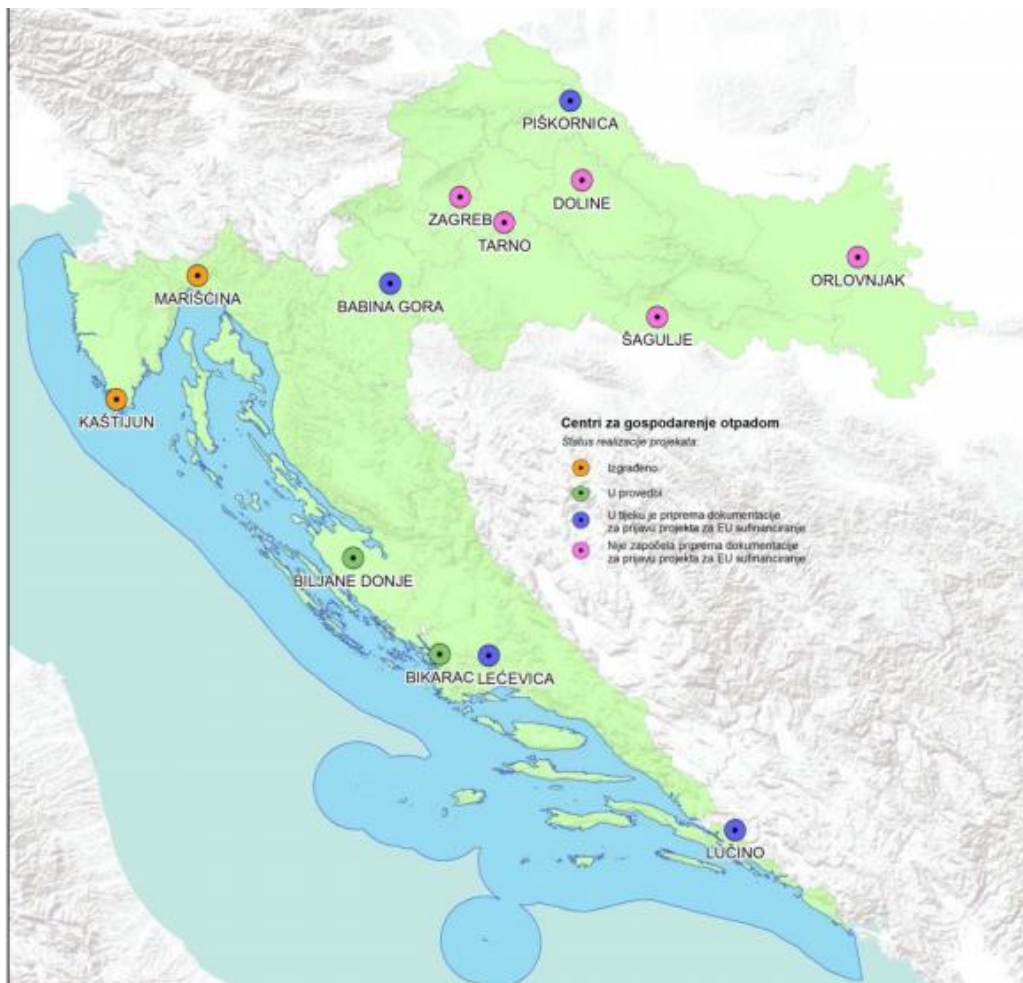 PIŠKORNICA
DOLINE
ZAGREB
TARNO
ORLOVNJAK
MARIŠĆINA
BABINA GORA
ŠAGULJE
KAŠTIJUN
Centri za gospodarenje otpadom
Status realizacije projekata:
Izgrađeno
U provedbi
U tijeku je priprema dokumentacije
za prijavu projekta za EU sufinanciranje
Nije započela priprema dokumentacije
za prijavu projekta za EU sufinanciranje
BILJANE DONJE
BIKARAC
LEĆEVICA
LUČINO